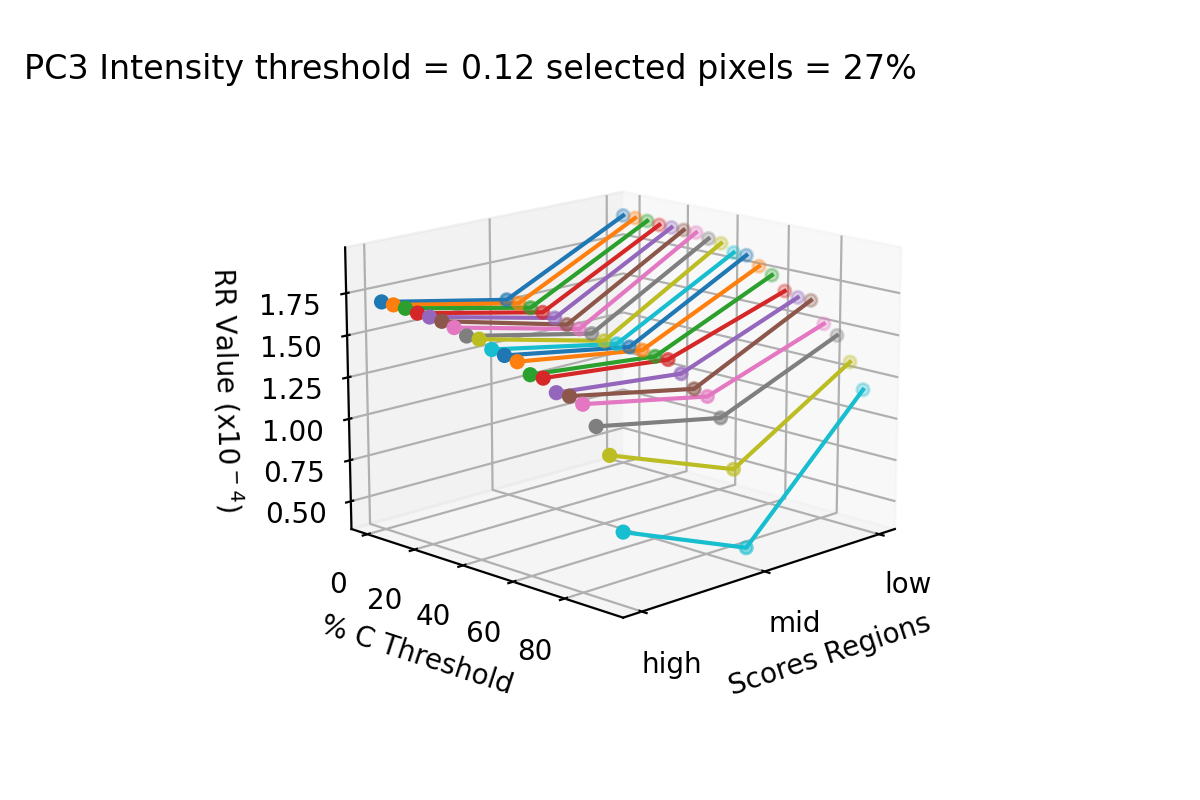 PC3 Intensity threshold = 0.12 selected pixels = 27%
RR Value (x10⁻⁴)
1.75
1.50
1.25
1.00
0.75
0.50
0
20
40
60
80
% C Threshold
high
mid
low
Scores Regions